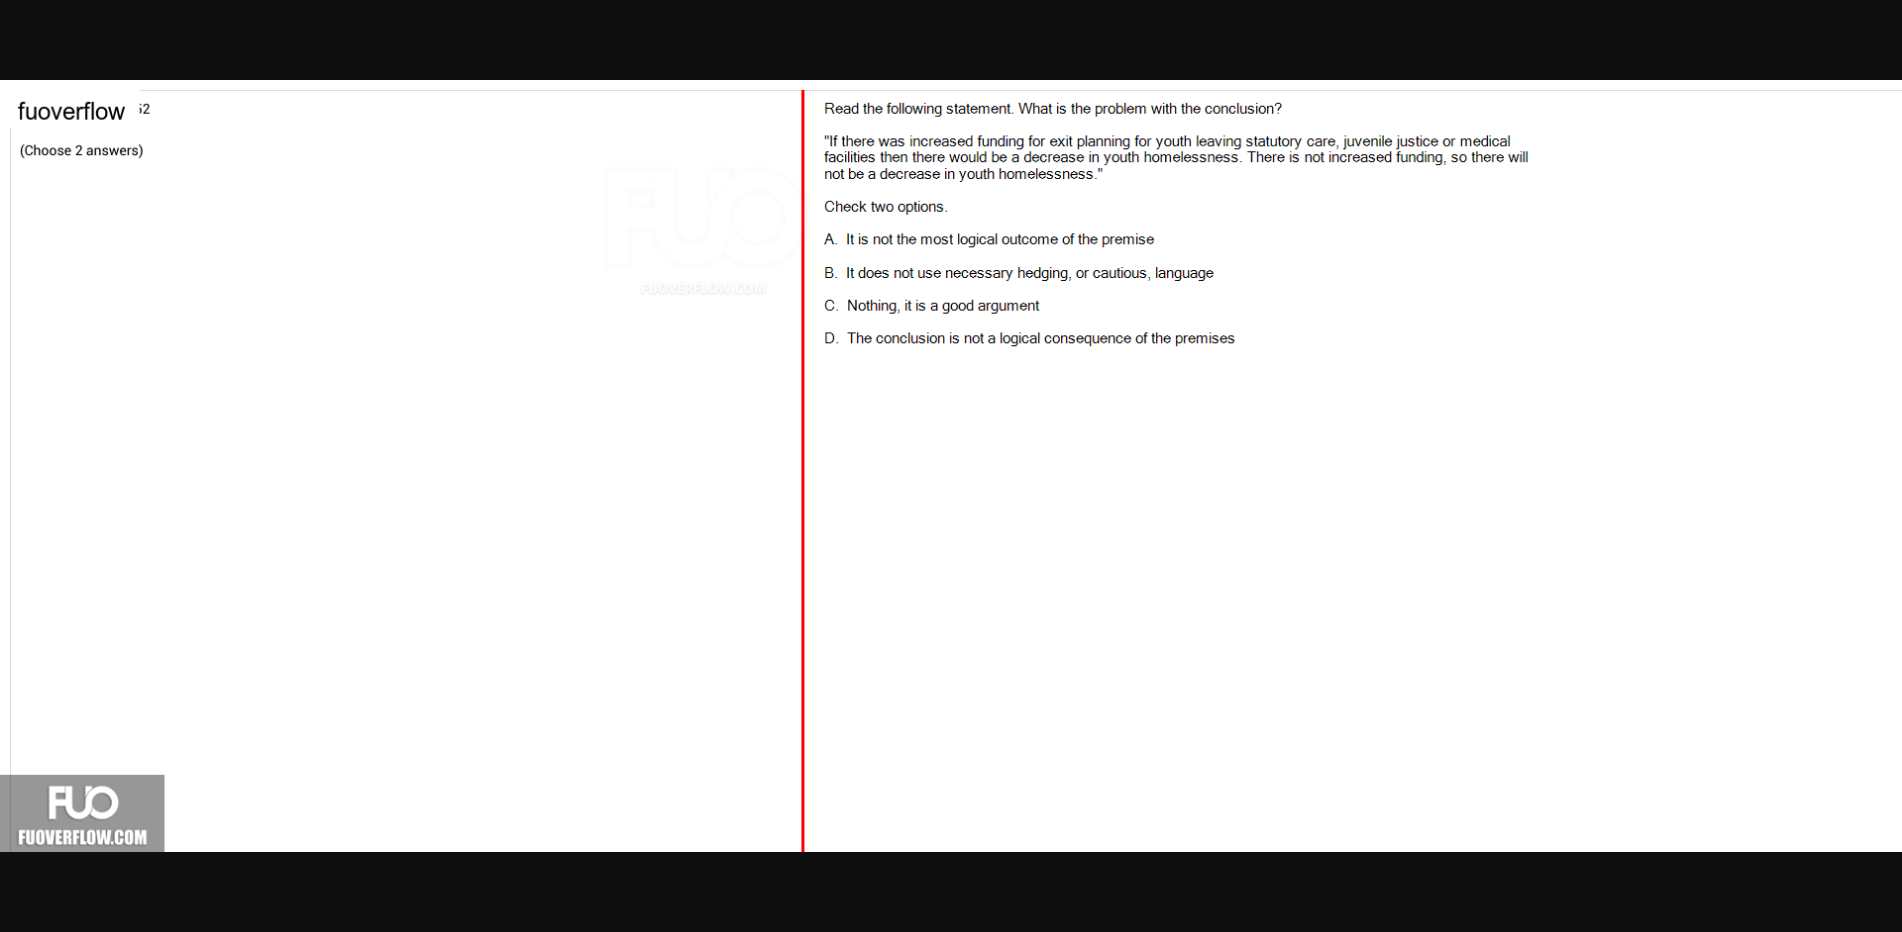 fuoverflow 52
(Choose 2 answers)
FUO
FUOVERFLOW.COM
Read the following statement. What is the problem with the conclusion?
"If there was increased funding for exit planning for youth leaving statutory care, juvenile justice or medical
facilities then there would be a decrease in youth homelessness. There is not increased funding, so there will
not be a decrease in youth homelessness."
Check two options.
A. It is not the most logical outcome of the premise
B. It does not use necessary hedging, or cautious, language
C. Nothing, it is a good argument
D. The conclusion is not a logical consequence of the premises
FUO
FUOVERFLOW.COM